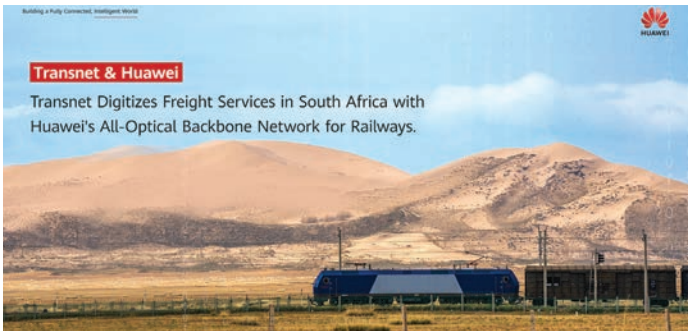 Building a Fully Connected, Intelligent World
HUAWEI
Transnet & Huawei
Transnet Digitizes Freight Services in South Africa with
Huawei's All-Optical Backbone Network for Railways.